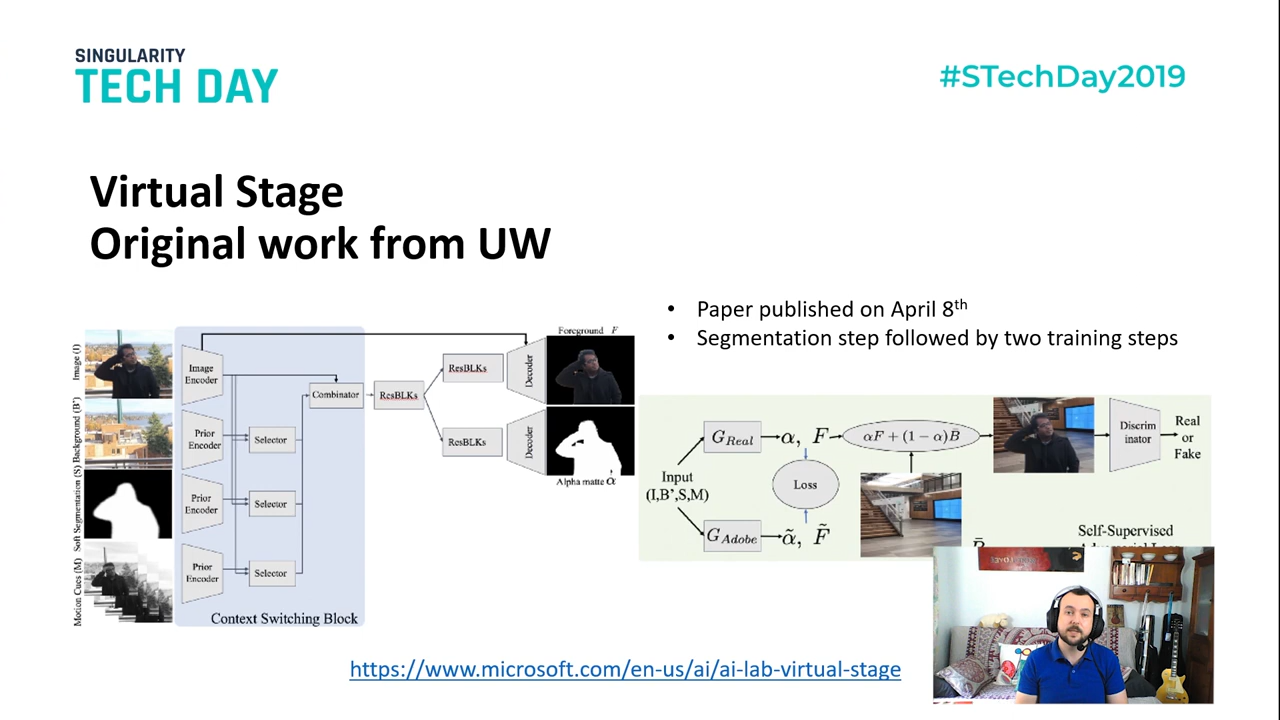 SINGULARITY
TECH DAY
#STechDay2019
Virtual Stage
Original work from UW
• Paper published on April 8th
• Segmentation step followed by two training steps
Image (I)
Background (B')
Soft Segmentation (S)
Motion Cues (M)
Image
Encoder
Prior
Encoder
Prior
Encoder
Prior
Encoder
Selector
Selector
Selector
Combinator
ResBLKs
ResBLKs
ResBLKs
Decoder
Decoder
Foreground F
Alpha matte α
Context Switching Block
Input
(I,B',S,M)
G_Real
α, F
αF + (1−α)B̄
Discrim
inator
Real
or
Fake
Loss
G_Adobe
α̃, F̃
B̄
Self-Supervised
https://www.microsoft.com/en-us/ai/ai-lab-virtual-stage